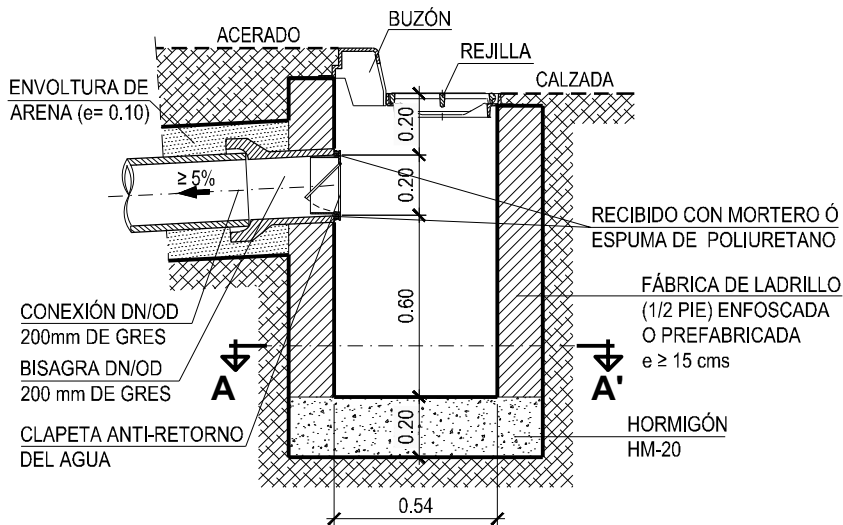 BUZÓN
ACERADO
REJILLA
CALZADA
ENVOLTURA DE
ARENA (e= 0.10)
0.20
≥ 5%
0.20
RECIBIDO CON MORTERO Ó
ESPUMA DE POLIURETANO
FÁBRICA DE LADRILLO
(1/2 PIE) ENFOSCADA
O PREFABRICADA
e ≥ 15 cms
0.60
CONEXIÓN DN/OD
200mm DE GRES
BISAGRA DN/OD
200 mm DE GRES
A
A'
CLAPETA ANTI-RETORNO
DEL AGUA
0.20
HORMIGÓN
HM-20
0.54